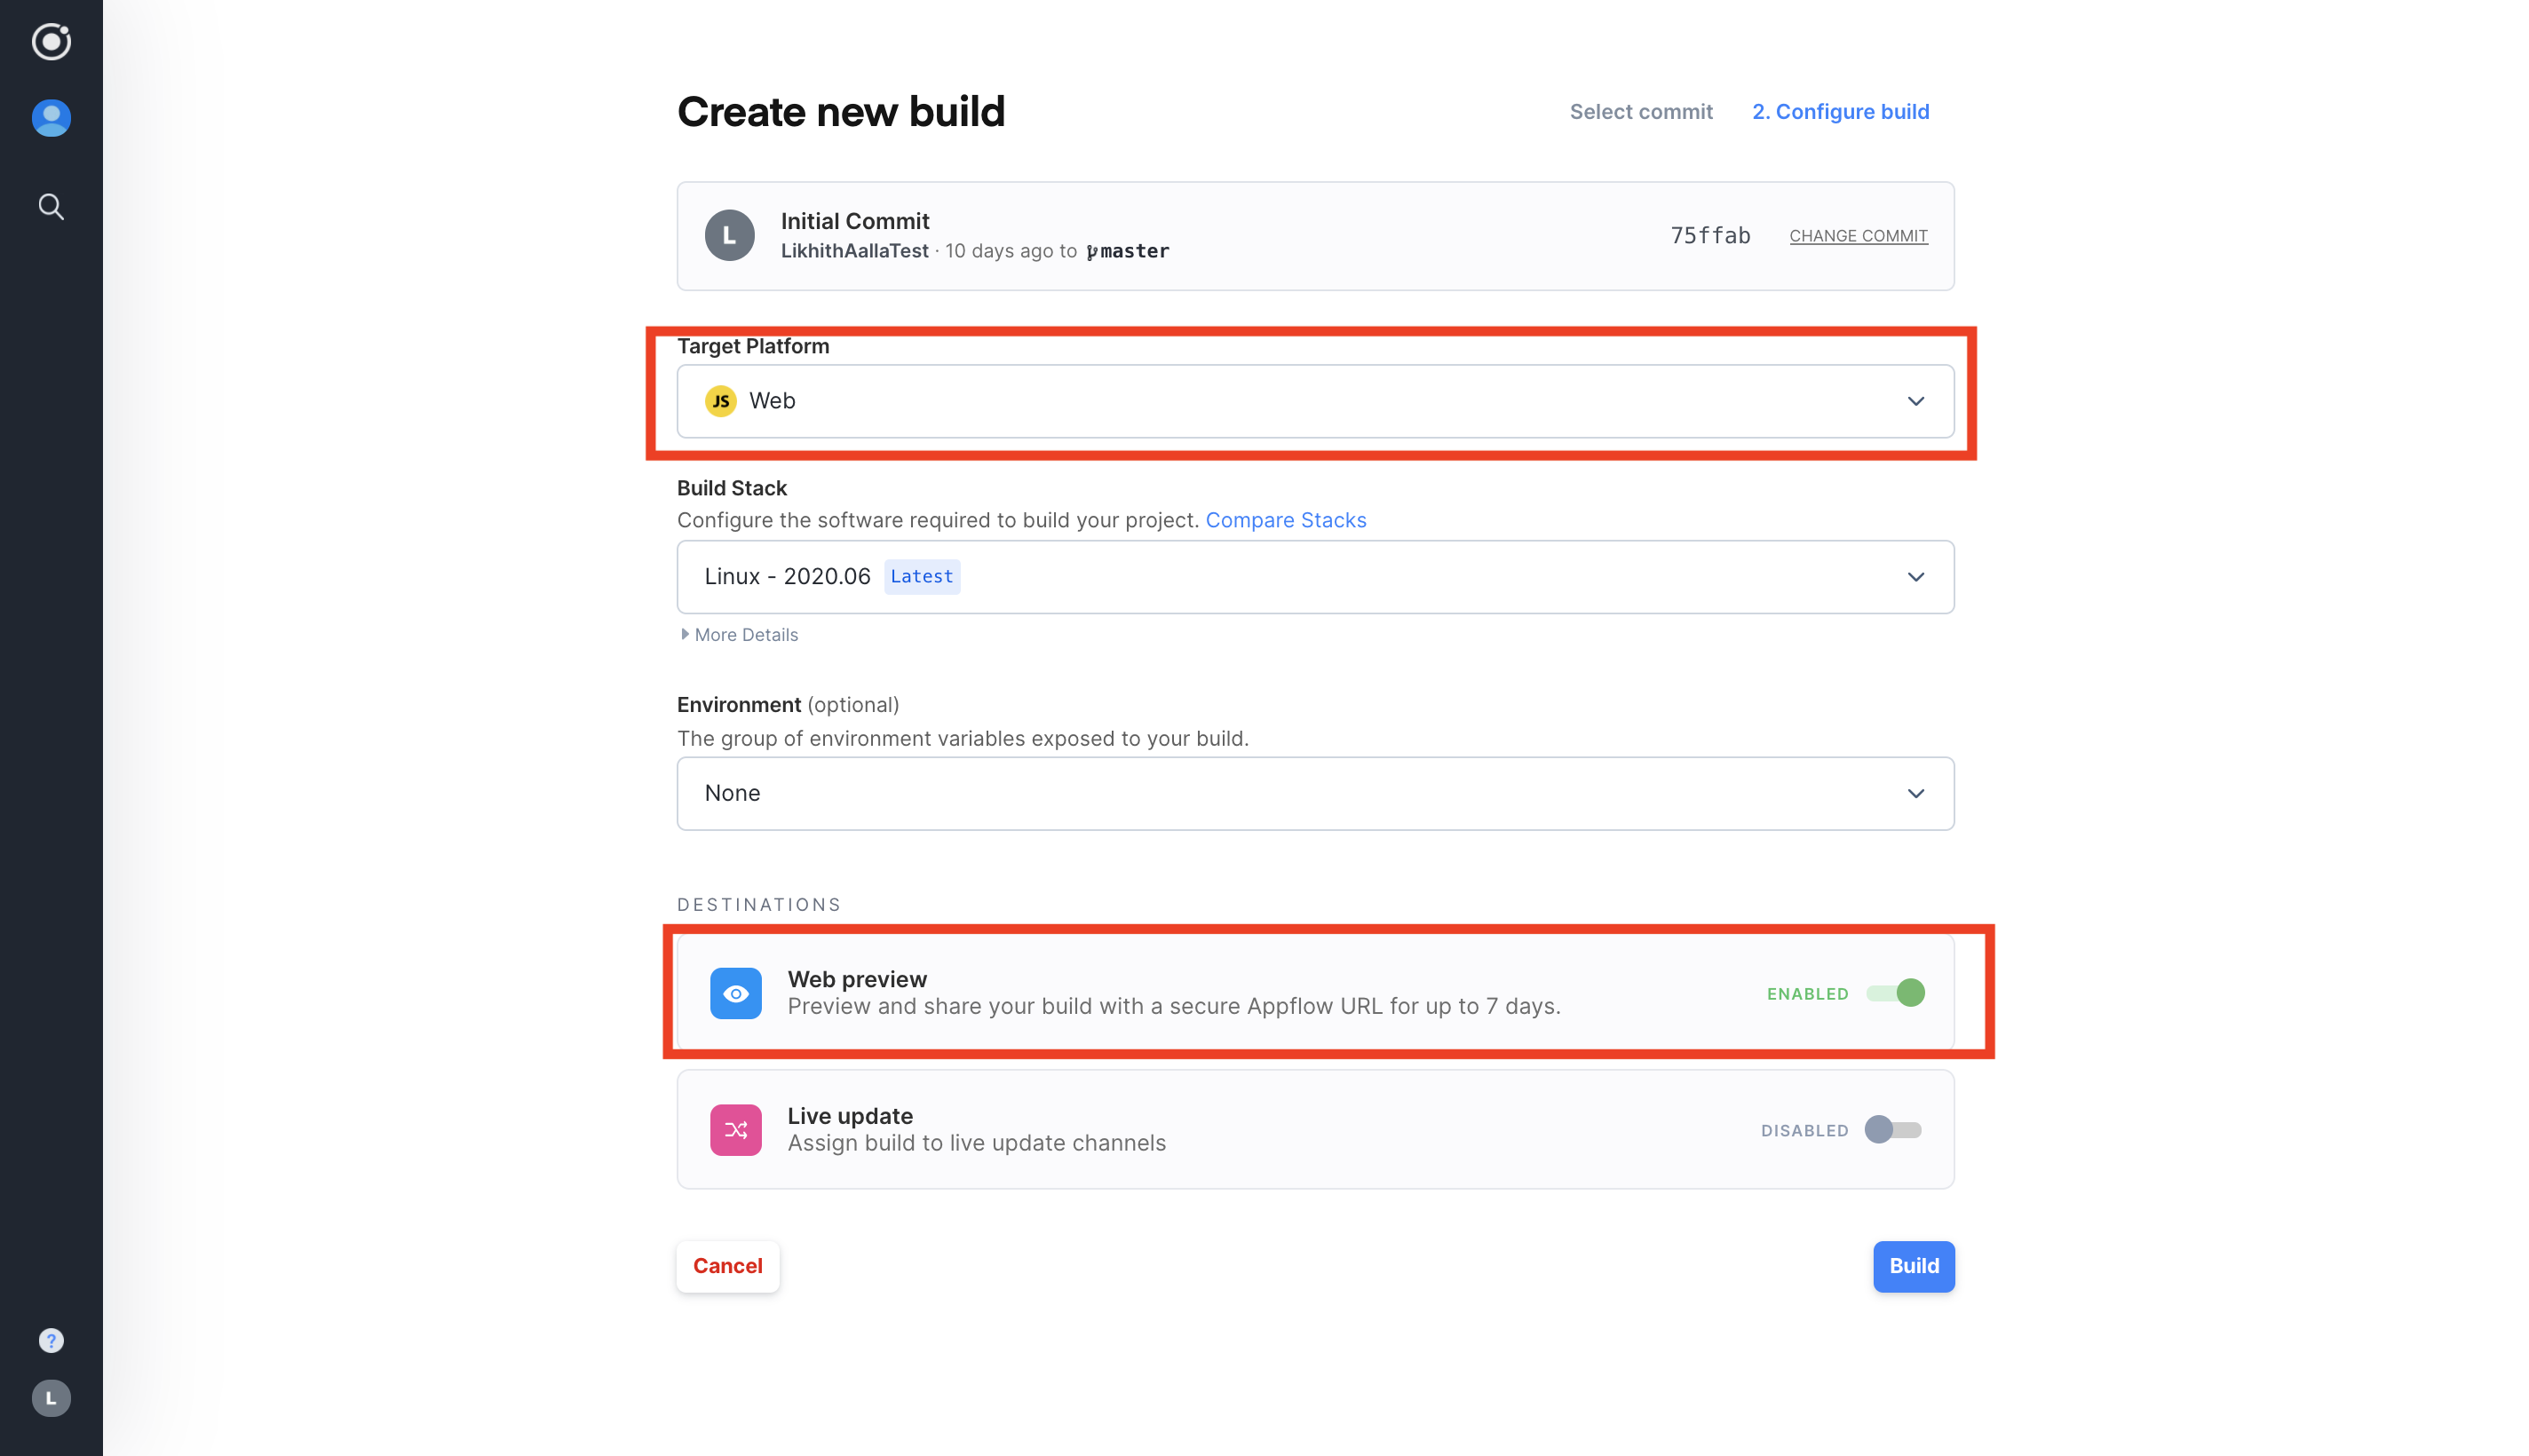 Create new build
Select commit
2. Configure build
L
Initial Commit
LikhithAallaTest · 10 days ago to master
75ffab
CHANGE COMMIT
Target Platform
JS Web
Build Stack
Configure the software required to build your project. Compare Stacks
Linux - 2020.06 Latest
More Details
Environment (optional)
The group of environment variables exposed to your build.
None
DESTINATIONS
Web preview
Preview and share your build with a secure Appflow URL for up to 7 days.
ENABLED
Live update
Assign build to live update channels
DISABLED
Cancel
Build
?
L